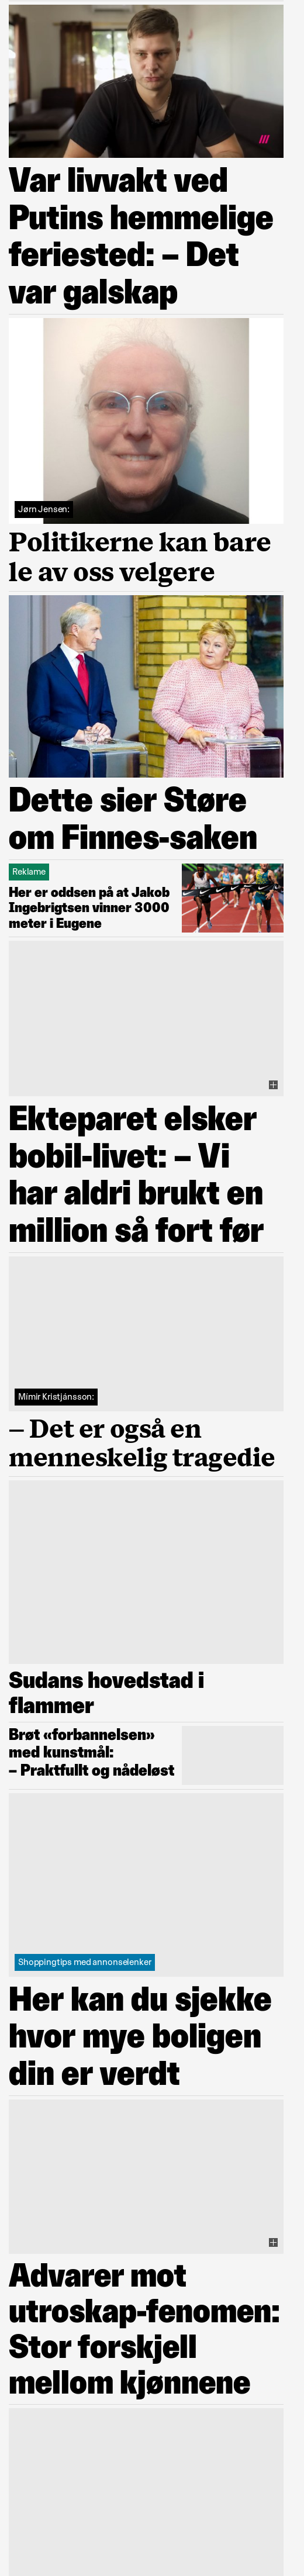 Var livvakt ved
Putins hemmelige
feriested: – Det
var galskap
Jørn Jensen:
Politikerne kan bare
le av oss velgere
Dette sier Støre
om Finnes-saken
Reklame
Her er oddsen på at Jakob
Ingebrigtsen vinner 3000
meter i Eugene
Ekteparet elsker
bobil-livet: – Vi
har aldri brukt en
million så fort før
Mímir Kristjánsson:
– Det er også en
menneskelig tragedie
Sudans hovedstad i
flammer
Brøt «forbannelsen»
med kunstmål:
– Praktfullt og nådeløst
Shoppingtips med annonselenker
Her kan du sjekke
hvor mye boligen
din er verdt
Advarer mot
utroskap-fenomen:
Stor forskjell
mellom kjønnene